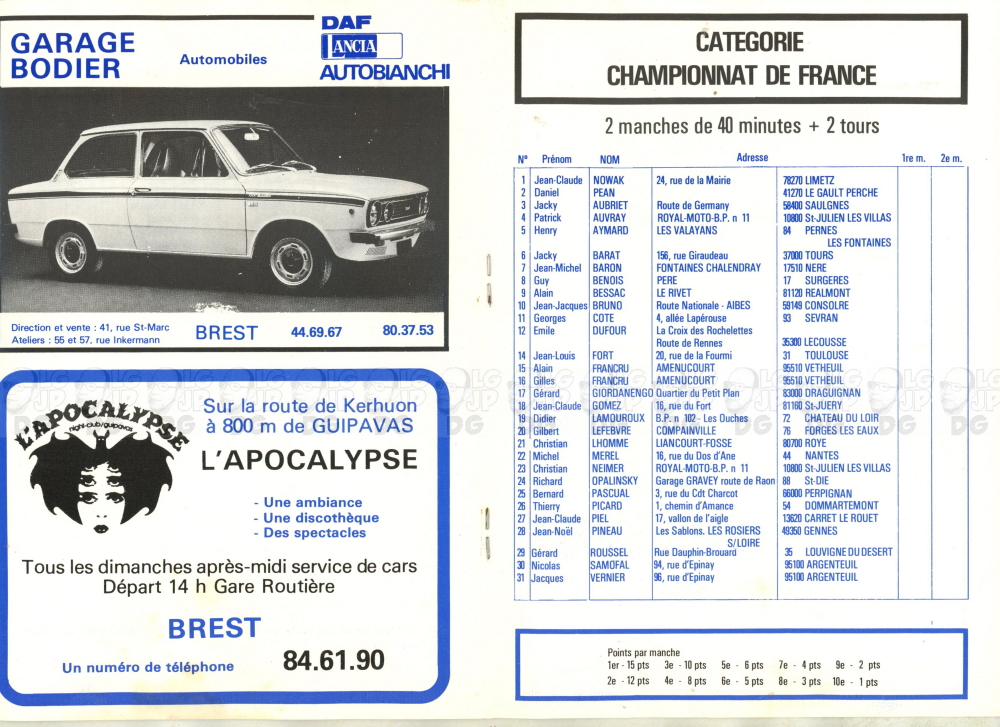 GARAGE
BODIER
Automobiles
DAF
LANCIA
AUTOBIANCHI
Direction et vente : 41, rue St-Marc
Ateliers : 55 et 57, rue Inkermann
BREST 44.69.67 80.37.53
L'APOCALYPSE
night-club/guipavas
Sur la route de Kerhuon
à 800 m de GUIPAVAS
L'APOCALYPSE
- Une ambiance
- Une discothèque
- Des spectacles
Tous les dimanches après-midi service de cars
Départ 14 h Gare Routière
BREST
Un numéro de téléphone 84.61.90
CATEGORIE
CHAMPIONNAT DE FRANCE
2 manches de 40 minutes + 2 tours
N° Prénom NOM Adresse 1re m. 2e m.
1 Jean-Claude NOWAK 24, rue de la Mairie 78270 LIMETZ
2 Daniel PEAN 41270 LE GAULT PERCHE
3 Jacky AUBRIET Route de Germany 58400 SAULGNES
4 Patrick AUVRAY ROYAL-MOTO-B.P. n 11 10800 St-JULIEN LES VILLAS
5 Henry AYMARD LES VALAYANS 84 PERNES
LES FONTAINES
6 Jacky BARAT 156, rue Giraudeau 37000 TOURS
7 Jean-Michel BARON FONTAINES CHALENDRAY 17510 NERE
8 Guy BENOIS PERE 17 SURGERES
9 Alain BESSAC LE RIVET 81120 REALMONT
10 Jean-Jacques BRUNO Route Nationale - AIBES 59149 CONSOLRE
11 Georges COTE 4, allée Lapérouse 93 SEVRAN
12 Emile DUFOUR La Croix des Rochelettes
Route de Rennes 35300 LECOUSSE
14 Jean-Louis FORT 20, rue de la Fourmi 31 TOULOUSE
15 Alain FRANCRU AMENUCOURT 95510 VETHEUIL
16 Gilles FRANCRU AMENUCOURT 95510 VETHEUIL
17 Gérard GIORDANENGO Quartier du Petit Plan 83000 DRAGUIGNAN
18 Jean-Claude GOMEZ 16, rue du Fort 81160 St-JUERY
19 Didier LAMOUROUX B.P. n 102 - Les Ouches 72 CHATEAU DU LOIR
20 Gilbert LEFEBVRE COMPAINVILLE 76 FORGES LES EAUX
21 Christian LHOMME LIANCOURT-FOSSE 80700 ROYE
22 Michel MEREL 16, rue du Dos d'Ane 44 NANTES
23 Christian NEIMER ROYAL-MOTO-B.P. n 11 10800 St-JULIEN LES VILLAS
24 Richard OPALINSKY Garage GRAVEY route de Raon 88 St-DIE
25 Bernard PASCUAL 3, rue du Cdt Charcot 66000 PERPIGNAN
26 Thierry PICARD 1, chemin d'Amance 54 DOMMARTEMONT
27 Jean-Claude PIEL 17, vallon de l'aigle 13620 CARRET LE ROUET
28 Jean-Noël PINEAU Les Sablons. LES ROSIERS 49350 GENNES
S/LOIRE
29 Gérard ROUSSEL Rue Dauphin-Brouard 35 LOUVIGNE DU DESERT
30 Nicolas SAMOFAL 94, rue d'Epinay 95100 ARGENTEUIL
31 Jacques VERNIER 96, rue d'Epinay 95100 ARGENTEUIL
Points par manche
1er - 15 pts 3e - 10 pts 5e - 6 pts 7e - 4 pts 9e - 2 pts
2e - 12 pts 4e - 8 pts 6e - 5 pts 8e - 3 pts 10e - 1 pts